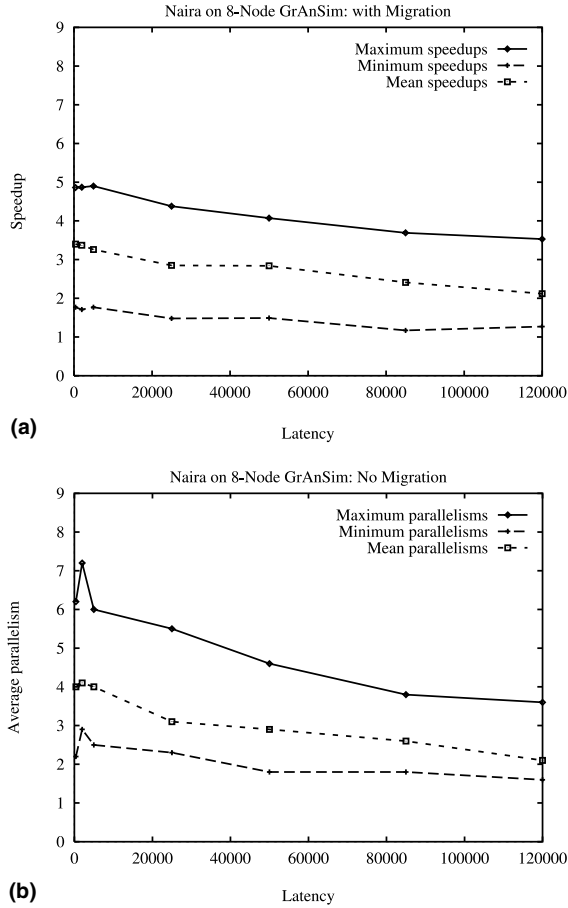 Naira on 8-Node GrAnSim: with Migration
9
8
7
6
5
4
3
2
1
0
Speedup
Maximum speedups
Minimum speedups
Mean speedups
0 20000 40000 60000 80000 100000 120000
Latency
(a)
Naira on 8-Node GrAnSim: No Migration
9
8
7
6
5
4
3
2
1
0
Average parallelism
Maximum parallelisms
Minimum parallelisms
Mean parallelisms
0 20000 40000 60000 80000 100000 120000
Latency
(b)